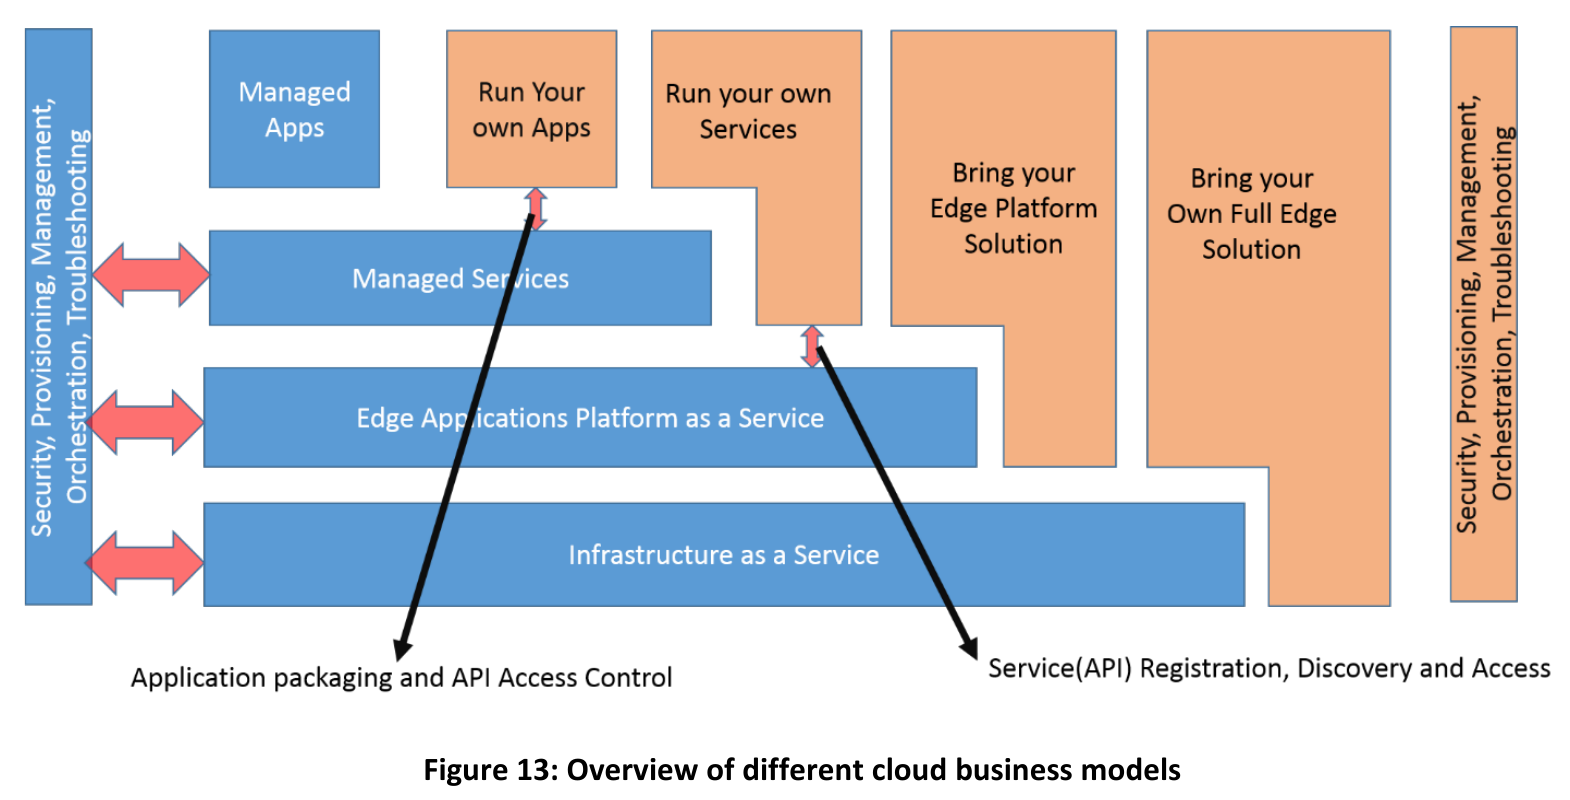 Security, Provisioning, Management,
Orchestration, Troubleshooting
Managed
Apps
Run Your
own Apps
Run your own
Services
Bring your
Edge Platform
Solution
Bring your
Own Full Edge
Solution
Security, Provisioning, Management,
Orchestration, Troubleshooting
Managed Services
Edge Applications Platform as a Service
Infrastructure as a Service
Application packaging and API Access Control
Service(API) Registration, Discovery and Access
Figure 13: Overview of different cloud business models